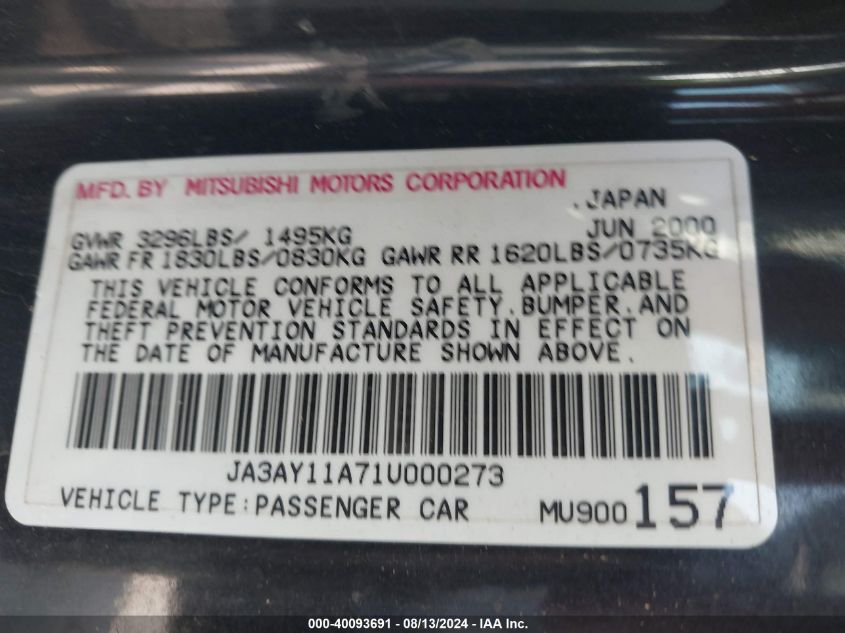 MFD. BY MITSUBISHI MOTORS CORPORATION
.JAPAN
GVWR 3296LBS/ 1495KG JUN 2000
GAWR FR 1830LBS/0830KG GAWR RR 1620LBS/0735KG
THIS VEHICLE CONFORMS TO ALL APPLICABLE
FEDERAL MOTOR VEHICLE SAFETY.BUMPER.AND
THEFT PREVENTION STANDARDS IN EFFECT ON
THE DATE OF MANUFACTURE SHOWN ABOVE.
JA3AY11A71U000273
VEHICLE TYPE:PASSENGER CAR MU900157
000-40093691 - 08/13/2024 - IAA Inc.